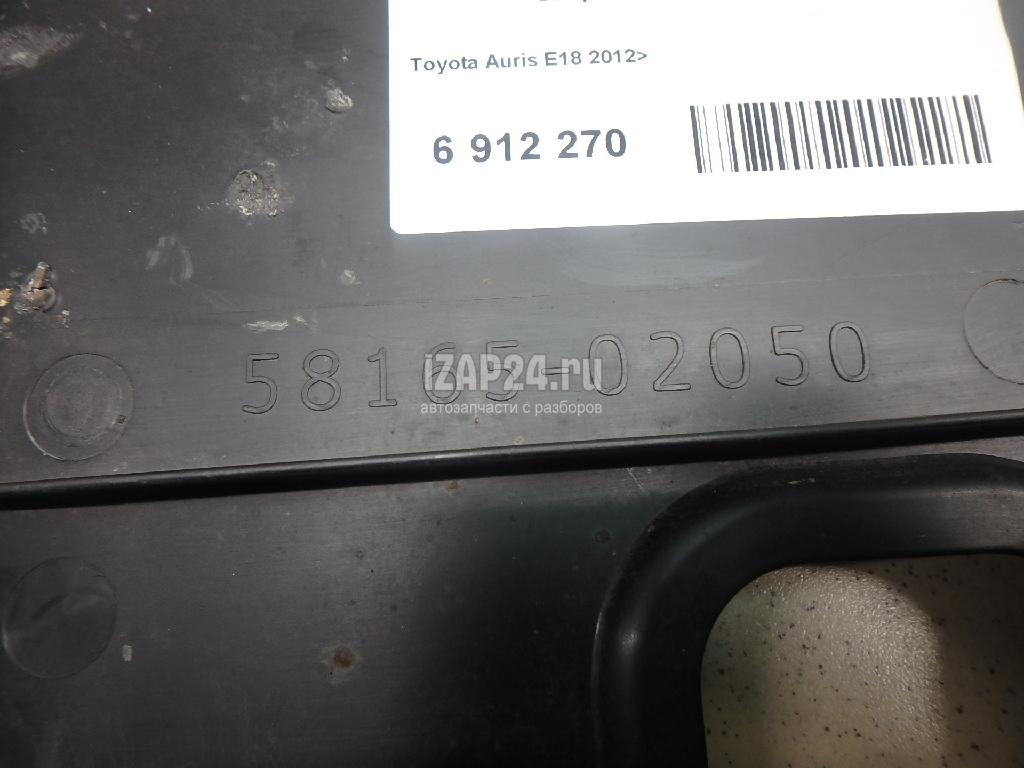 Toyota Auris E18 2012>
6 912 270
58165-02050
iZAP24.ru
автозапчасти с разборов